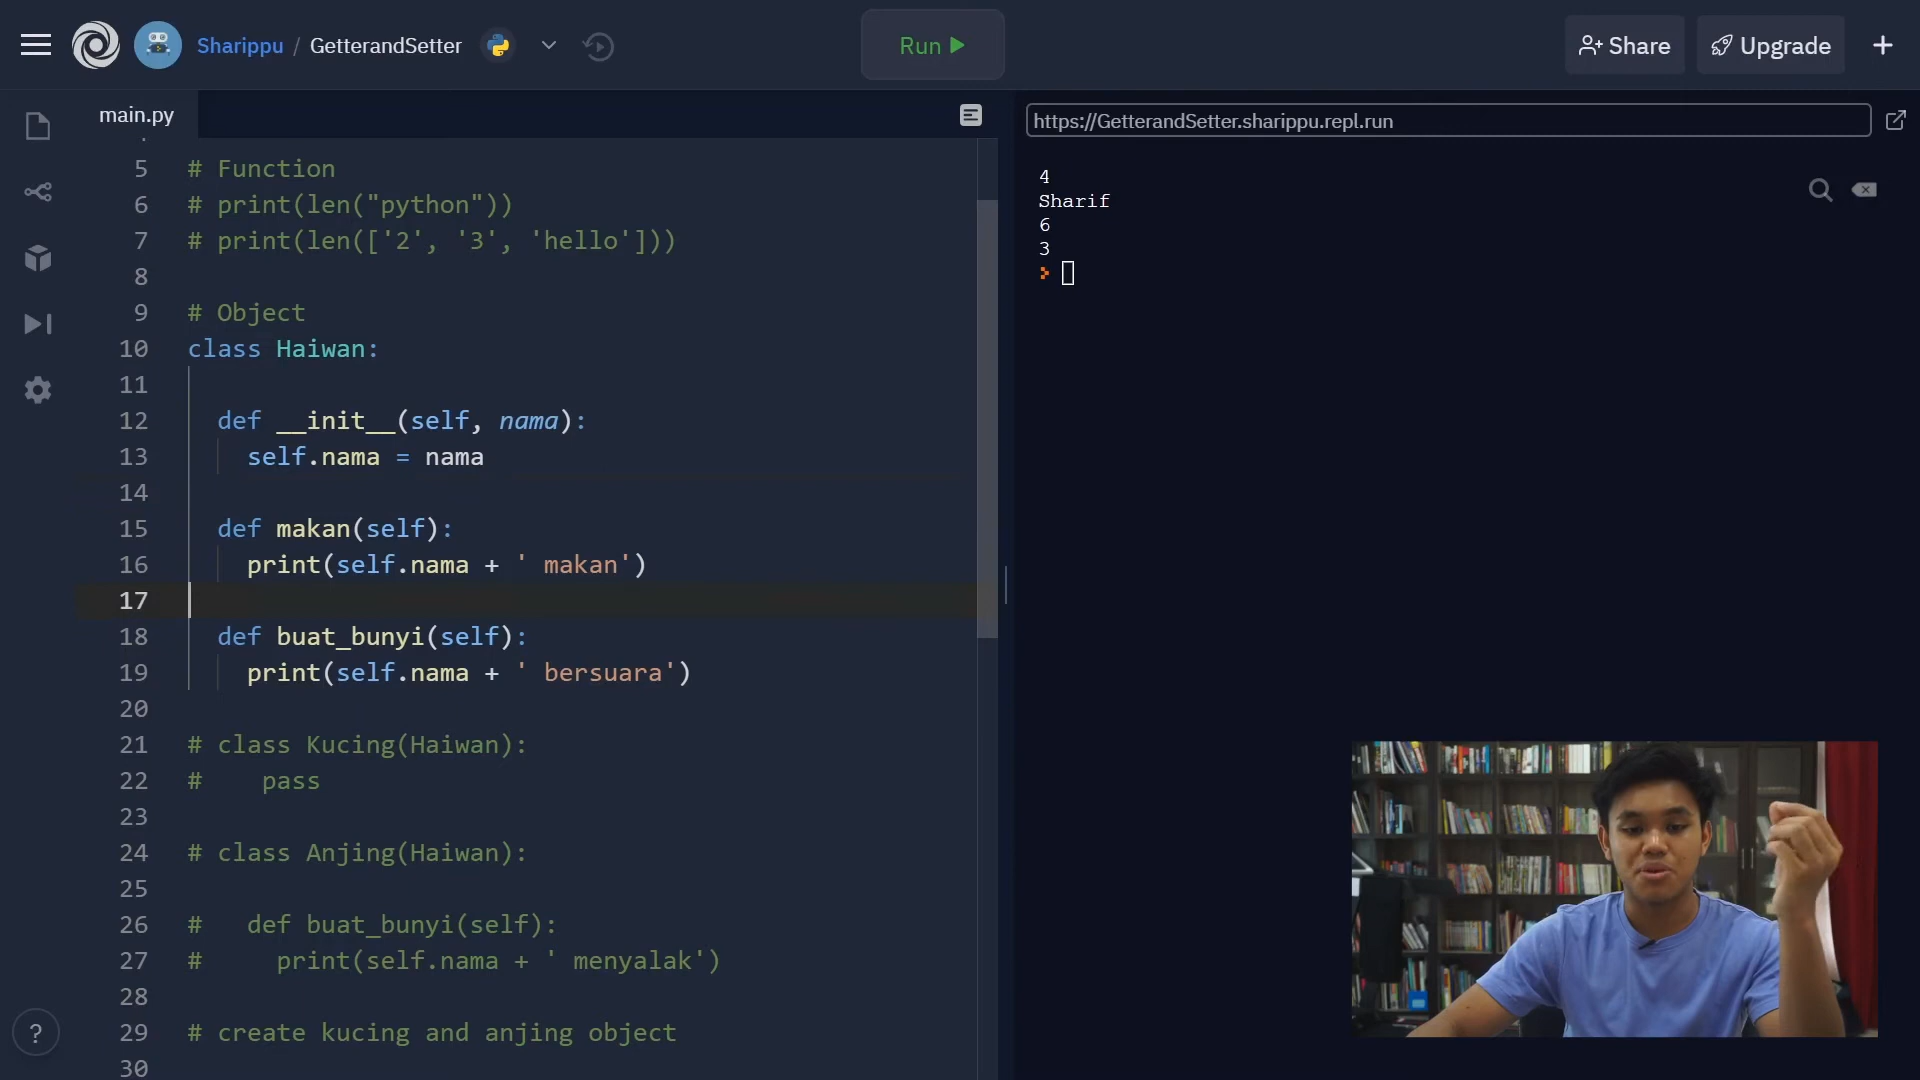 Sharippu / GetterandSetter
Run
Share
Upgrade
main.py
https://GetterandSetter.sharippu.repl.run
5 # Function
6 # print(len("python"))
7 # print(len(['2', '3', 'hello']))
8
9 # Object
10 class Haiwan:
11
12 def __init__(self, nama):
13 self.nama = nama
14
15 def makan(self):
16 print(self.nama + ' makan')
17
18 def buat_bunyi(self):
19 print(self.nama + ' bersuara')
20
21 # class Kucing(Haiwan):
22 # pass
23
24 # class Anjing(Haiwan):
25
26 # def buat_bunyi(self):
27 # print(self.nama + ' menyalak')
28
29 # create kucing and anjing object
30
4
Sharif
6
3